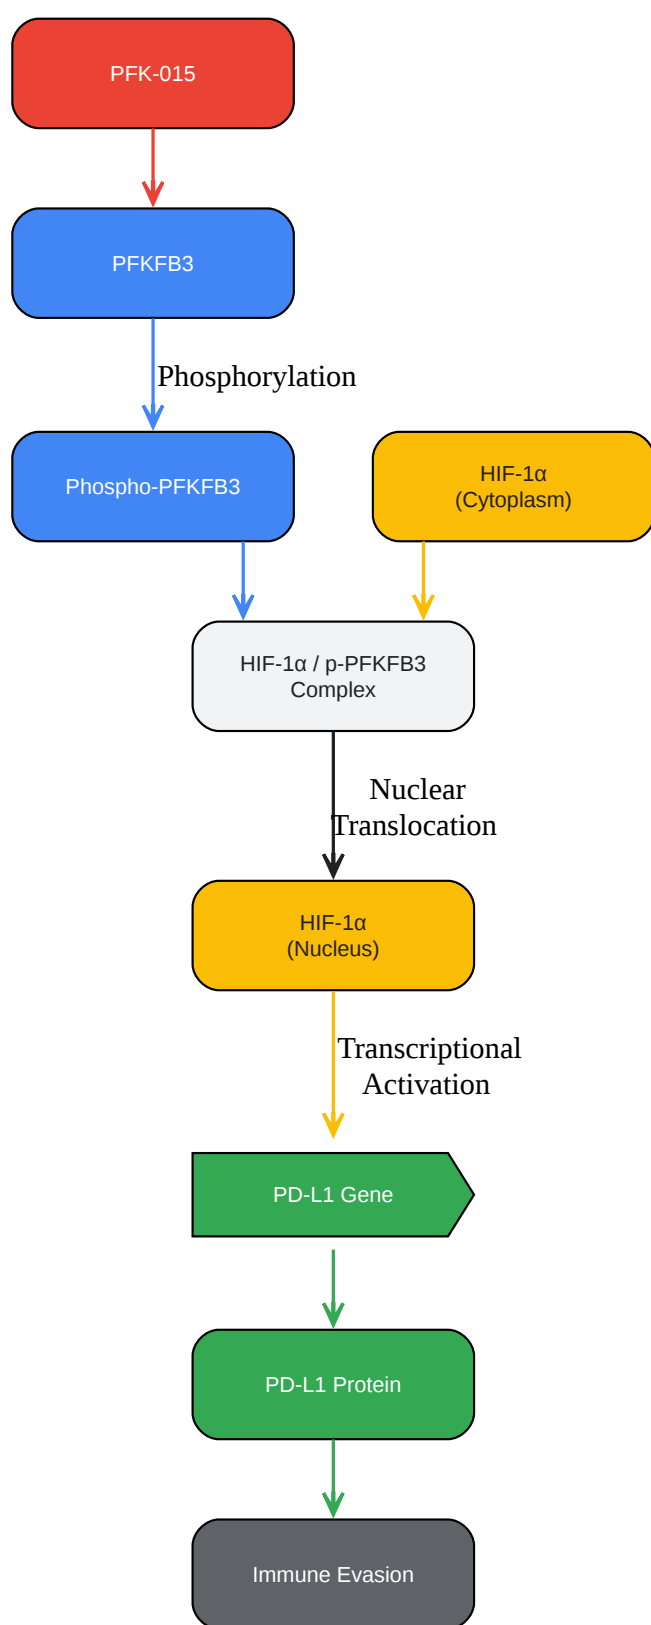 PFK-015
PFKFB3
Phosphorylation
Phospho-PFKFB3
HIF-1α
(Cytoplasm)
HIF-1α / p-PFKFB3
Complex
Nuclear
Translocation
HIF-1α
(Nucleus)
Transcriptional
Activation
PD-L1 Gene
PD-L1 Protein
Immune Evasion